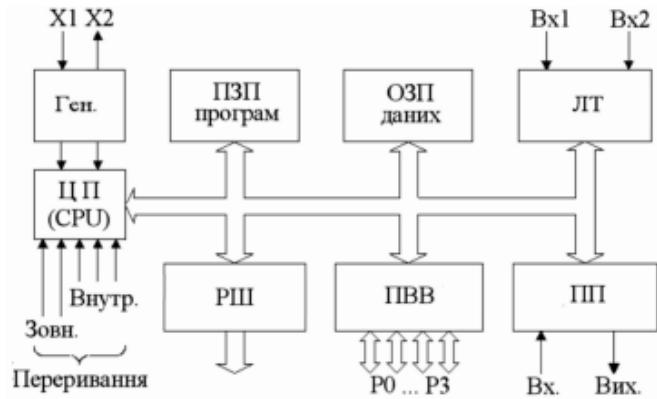 X1 X2
Вх1 Вх2
Ген.
ПЗП
програм
ОЗП
даних
ЛТ
Ц П
(CPU)
РШ
ПВВ
ПП
Внутр.
Зовн.
Переривання
P0 ... P3
Вх. Вих.